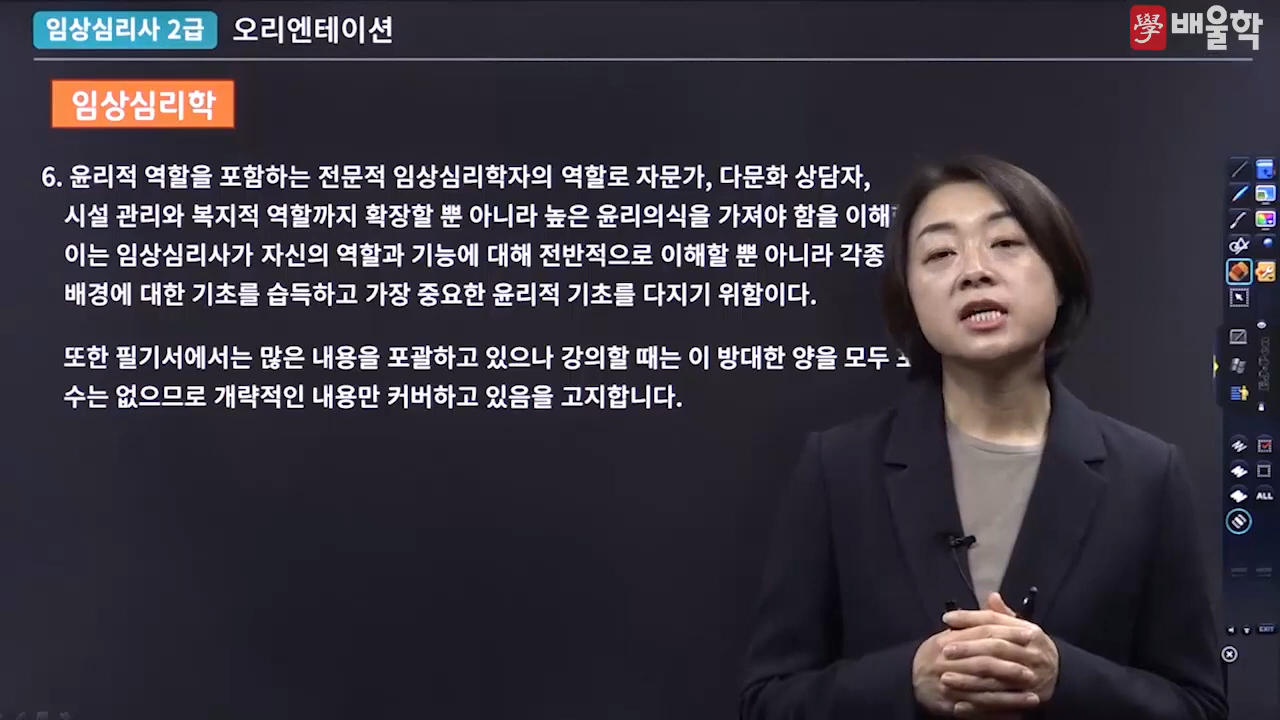 임상심리사 2급 오리엔테이션
學 배울학
임상심리학
6. 윤리적 역할을 포함하는 전문적 임상심리학자의 역할로 자문가, 다문화 상담자,
시설 관리와 복지적 역할까지 확장할 뿐 아니라 높은 윤리의식을 가져야 함을
이는 임상심리사가 자신의 역할과 기능에 대해 전반적으로 이해할 뿐 아니라 각종
배경에 대한 기초를 습득하고 가장 중요한 윤리적 기초를 다지기 위함이다.
또한 필기서에서는 많은 내용을 포괄하고 있으나 강의할 때는 이 방대한 양을 모두
수는 없으므로 개략적인 내용만 커버하고 있음을 고지합니다.
ALL
EXIT